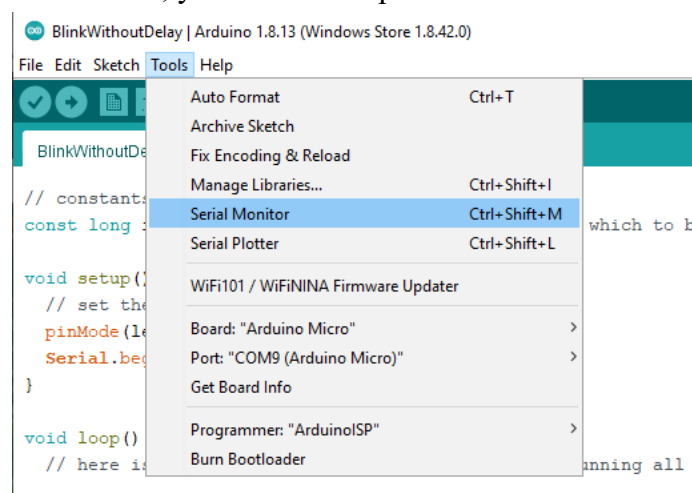 BlinkWithoutDelay | Arduino 1.8.13 (Windows Store 1.8.42.0)
File Edit Sketch Tools Help
Auto Format Ctrl+T
Archive Sketch
BlinkWithoutDe
Fix Encoding & Reload
Manage Libraries... Ctrl+Shift+I
// constants
Serial Monitor Ctrl+Shift+M
const long which to b
Serial Plotter Ctrl+Shift+L
void setup()
WiFi101 / WiFiNINA Firmware Updater
// set the
Board: "Arduino Micro"
pinMode(le
Port: "COM9 (Arduino Micro)"
Serial.beg
Get Board Info
}
Programmer: "ArduinoISP"
void loop()
Burn Bootloader
// here is unning all